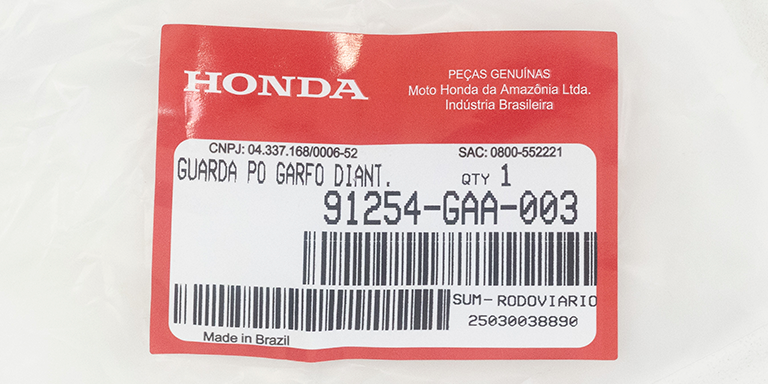 HONDA
PEÇAS GENUÍNAS
Moto Honda da Amazônia Ltda.
Indústria Brasileira
CNPJ: 04.337.168/0006-52
SAC: 0800-552221
GUARDA PO GARFO DIANT.
QTY 1
91254-GAA-003
SUM-RODOVIARIO
25030038890
Made in Brazil